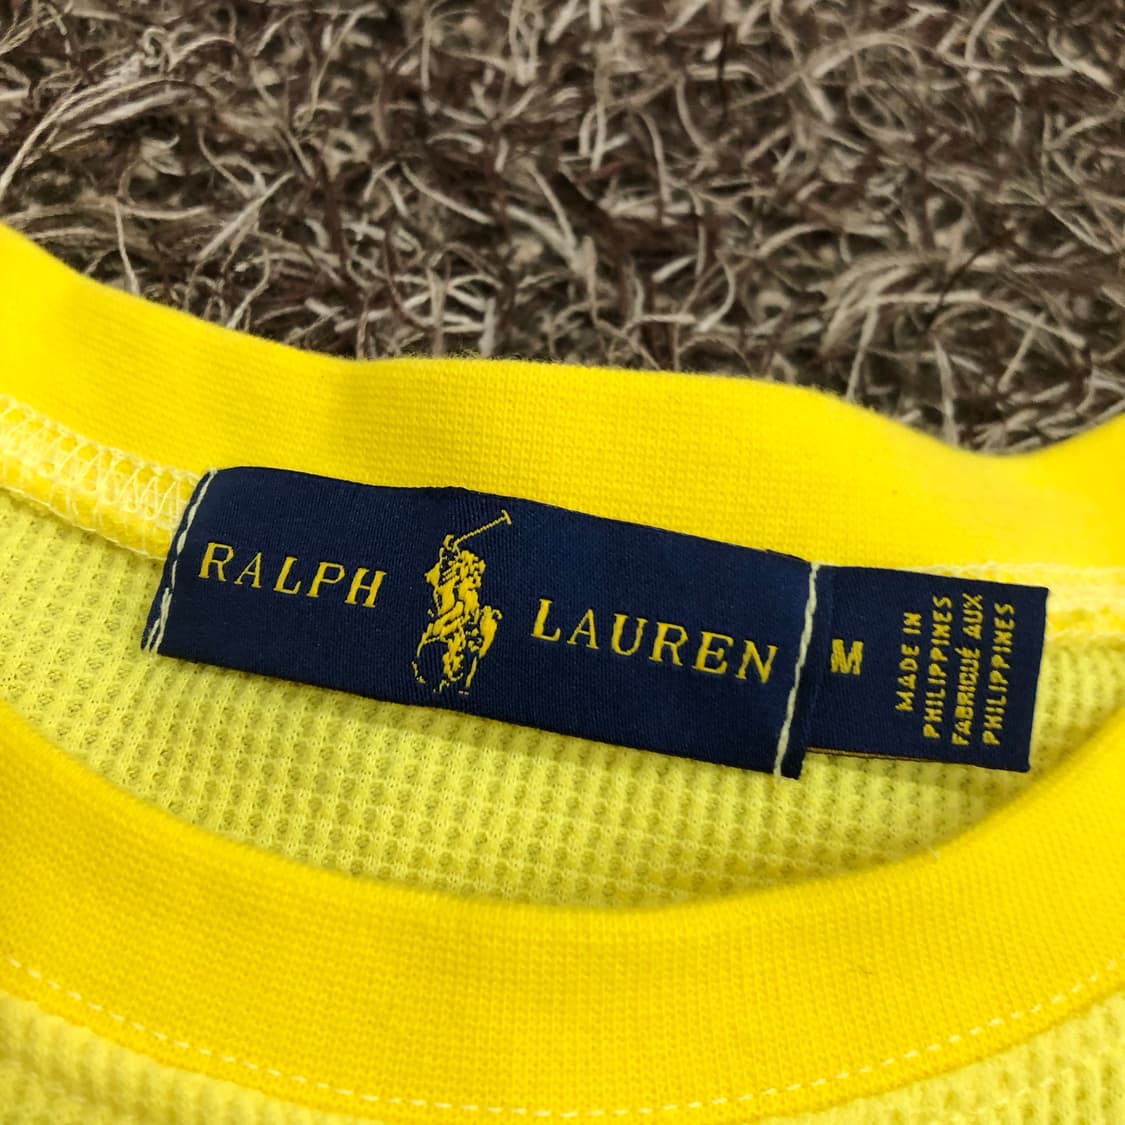 RALPH LAUREN
M
MADE IN
PHILIPPINES
FABRIQUÉ AUX
PHILIPPINES